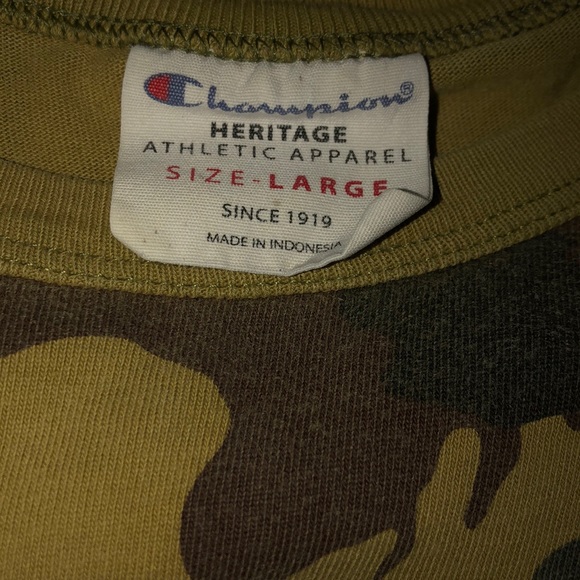 Champion®
HERITAGE
ATHLETIC APPAREL
SIZE-LARGE
SINCE 1919
MADE IN INDONESIA